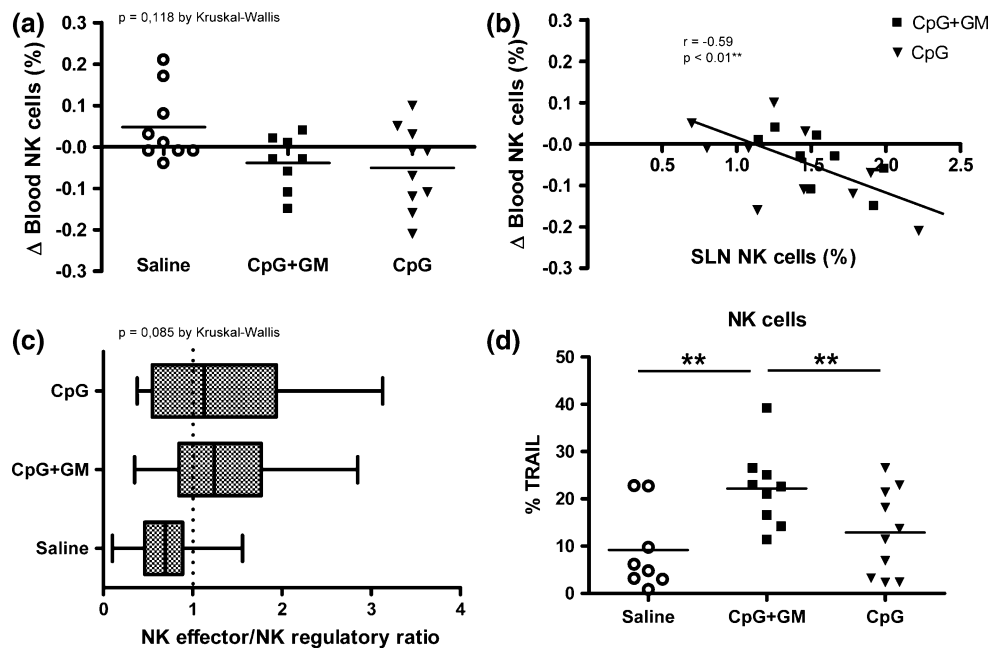 (a)
p = 0,118 by Kruskal-Wallis
Δ Blood NK cells (%)
0.3
0.2
0.1
-0.0
-0.1
-0.2
-0.3
Saline
CpG+GM
CpG
(b)
CpG+GM
CpG
r = -0.59
p < 0.01**
Δ Blood NK cells (%)
0.3
0.2
0.1
-0.0
-0.1
-0.2
-0.3
0.5
1.0
1.5
2.0
2.5
SLN NK cells (%)
(c)
p = 0,085 by Kruskal-Wallis
CpG
CpG+GM
Saline
0
1
2
3
4
NK effector/NK regulatory ratio
(d)
NK cells
% TRAIL
50
40
30
20
10
0
**
**
Saline
CpG+GM
CpG